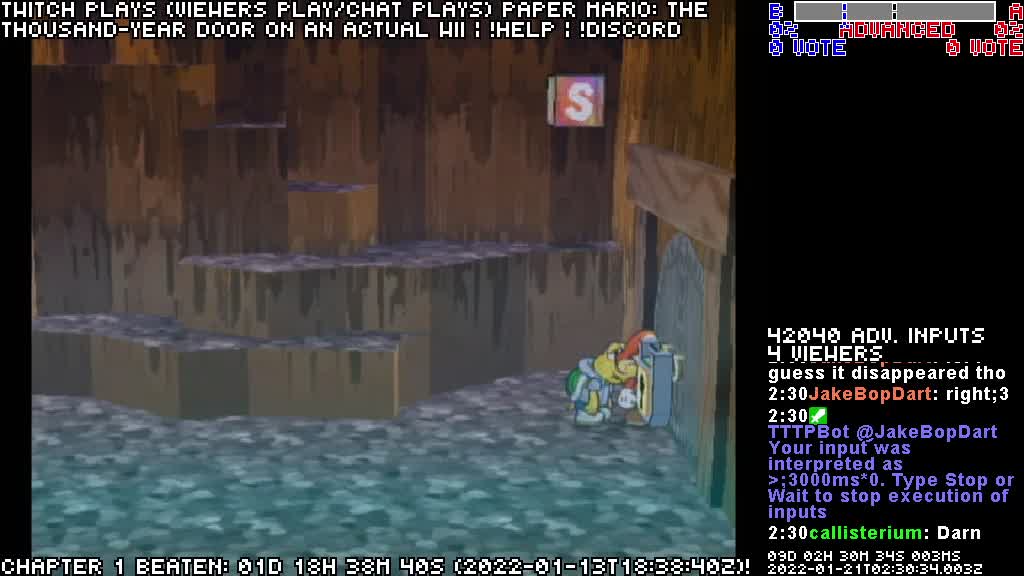 TWITCH PLAYS (VIEWERS PLAY/CHAT PLAYS) PAPER MARIO: THE
THOUSAND-YEAR DOOR ON AN ACTUAL WII ¦ !HELP ¦ !DISCORD
S
B A
0% ADVANCED 0%
0 VOTE 0 VOTE
42040 ADV. INPUTS
4 VIEWERS
guess it disappeared tho
2:30JakeBopDart: right;3
2:30
TTTPBot @JakeBopDart
Your input was
interpreted as
>;3000ms*0. Type Stop or
Wait to stop execution of
inputs
2:30callisterium: Darn
09D 02H 30M 34S 003MS
2022-01-21T02:30:34.003Z
CHAPTER 1 BEATEN: 01D 18H 38M 40S (2022-01-13T18:38:40Z)!